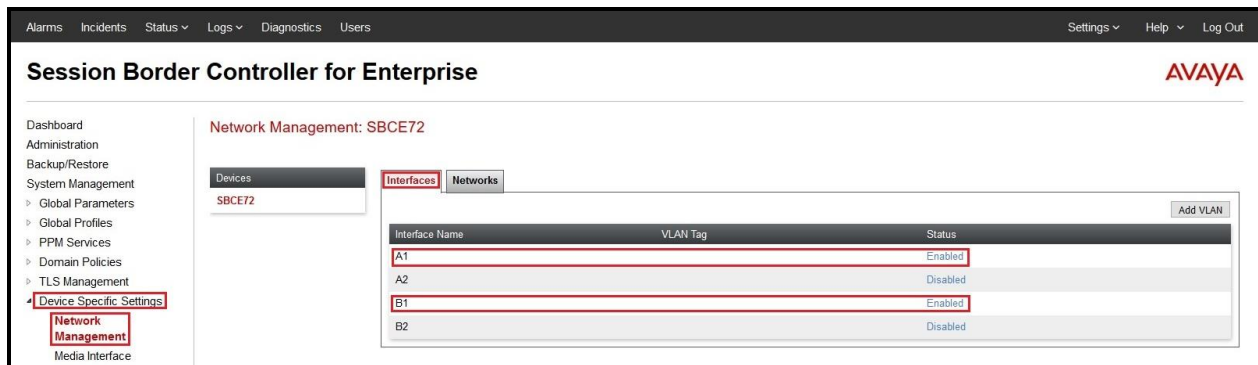 Alarms Incidents Status Logs Diagnostics Users Settings Help Log Out
Session Border Controller for Enterprise
AVAYA
Dashboard
Administration
Backup/Restore
System Management
Global Parameters
Global Profiles
PPM Services
Domain Policies
TLS Management
Device Specific Settings
Network
Management
Media Interface
Network Management: SBCE72
Devices
SBCE72
Interfaces Networks
Add VLAN
Interface Name VLAN Tag Status
A1 Enabled
A2 Disabled
B1 Enabled
B2 Disabled